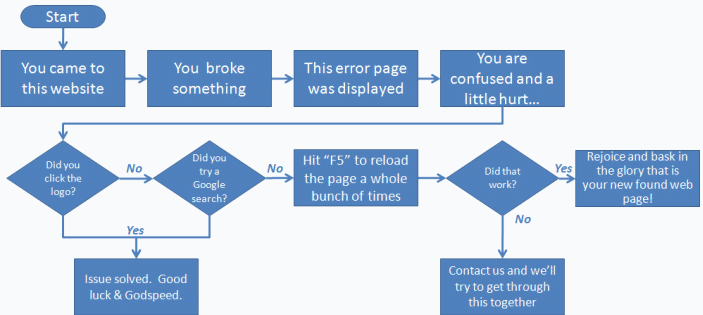 Start
You came to
this website
You broke
something
This error page
was displayed
You are
confused and a
little hurt...
Did you
click the
logo?
No
Did you
try a
Google
search?
No
Hit “F5” to reload
the page a whole
bunch of times
Did that
work?
Yes
Rejoice and bask in
the glory that is
your new found web
page!
Yes
No
Issue solved. Good
luck & Godspeed.
Contact us and we’ll
try to get through
this together